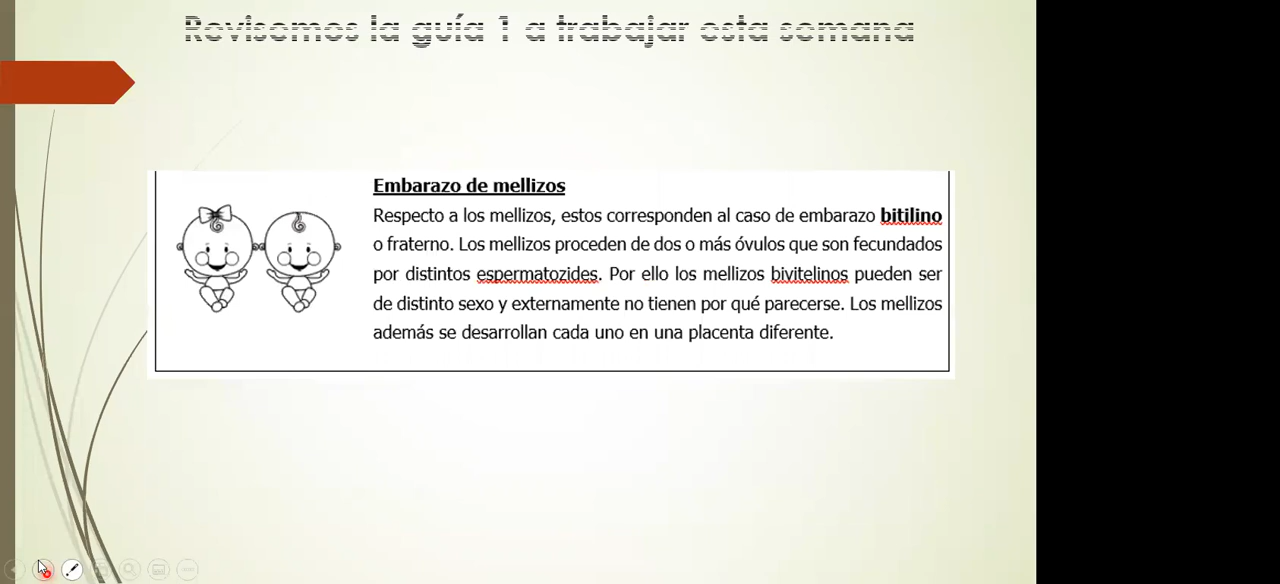 Revisemos la guía 1 a trabajar esta semana
Embarazo de mellizos
Respecto a los mellizos, estos corresponden al caso de embarazo bitilino
o fraterno. Los mellizos proceden de dos o más óvulos que son fecundados
por distintos espermatozides. Por ello los mellizos bivitelinos pueden ser
de distinto sexo y externamente no tienen por qué parecerse. Los mellizos
además se desarrollan cada uno en una placenta diferente.